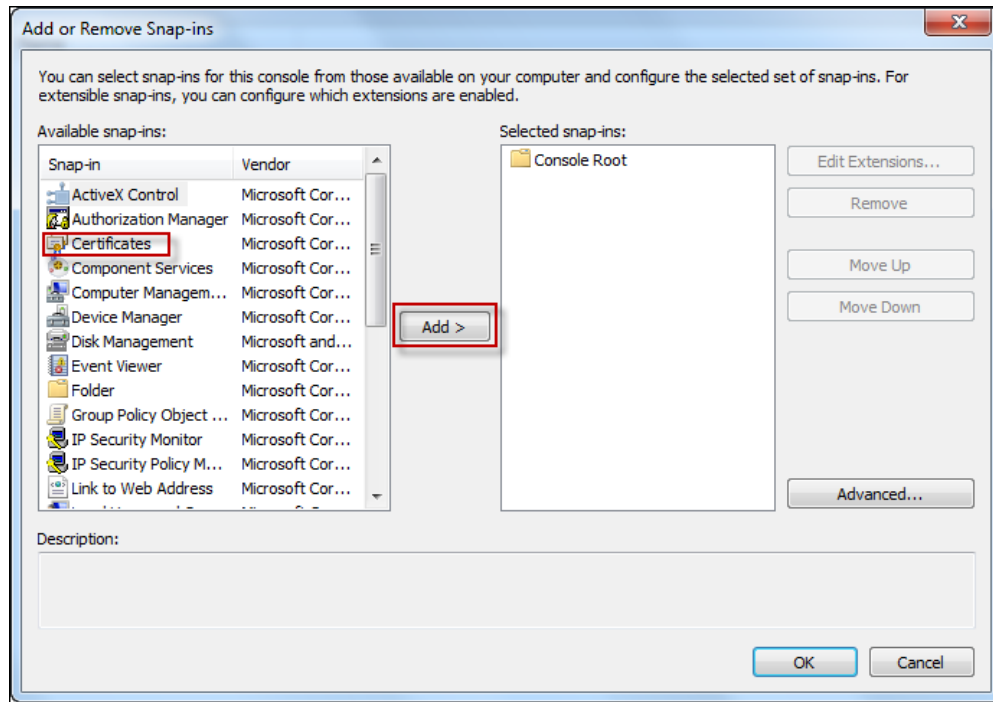 Add or Remove Snap-ins
You can select snap-ins for this console from those available on your computer and configure the selected set of snap-ins. For
extensible snap-ins, you can configure which extensions are enabled.
Available snap-ins:
Snap-in Vendor
ActiveX Control Microsoft Cor...
Authorization Manager Microsoft Cor...
Certificates Microsoft Cor...
Component Services Microsoft Cor...
Computer Managem... Microsoft Cor...
Device Manager Microsoft Cor...
Disk Management Microsoft and...
Event Viewer Microsoft Cor...
Folder Microsoft Cor...
Group Policy Object ... Microsoft Cor...
IP Security Monitor Microsoft Cor...
IP Security Policy M... Microsoft Cor...
Link to Web Address Microsoft Cor...
Add >
Selected snap-ins:
Console Root
Edit Extensions...
Remove
Move Up
Move Down
Advanced...
Description:
OK
Cancel